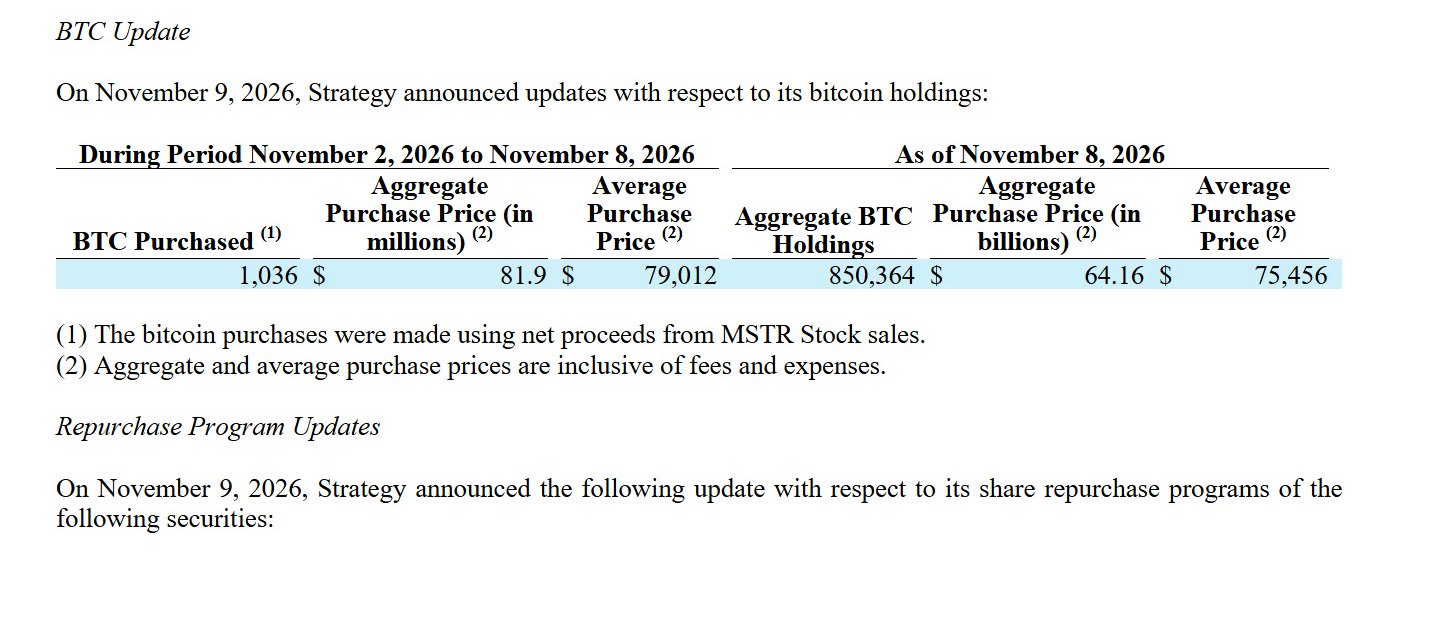 BTC Update
On November 9, 2026, Strategy announced updates with respect to its bitcoin holdings:
During Period November 2, 2026 to November 8, 2026 As of November 8, 2026
BTC Purchased (1) Aggregate Purchase Price (in millions) (2) Average Purchase Price (2) Aggregate BTC Holdings Aggregate Purchase Price (in billions) (2) Average Purchase Price (2)
1,036 $ 81.9 $ 79,012 850,364 $ 64.16 $ 75,456
(1) The bitcoin purchases were made using net proceeds from MSTR Stock sales.
(2) Aggregate and average purchase prices are inclusive of fees and expenses.
Repurchase Program Updates
On November 9, 2026, Strategy announced the following update with respect to its share repurchase programs of the
following securities: